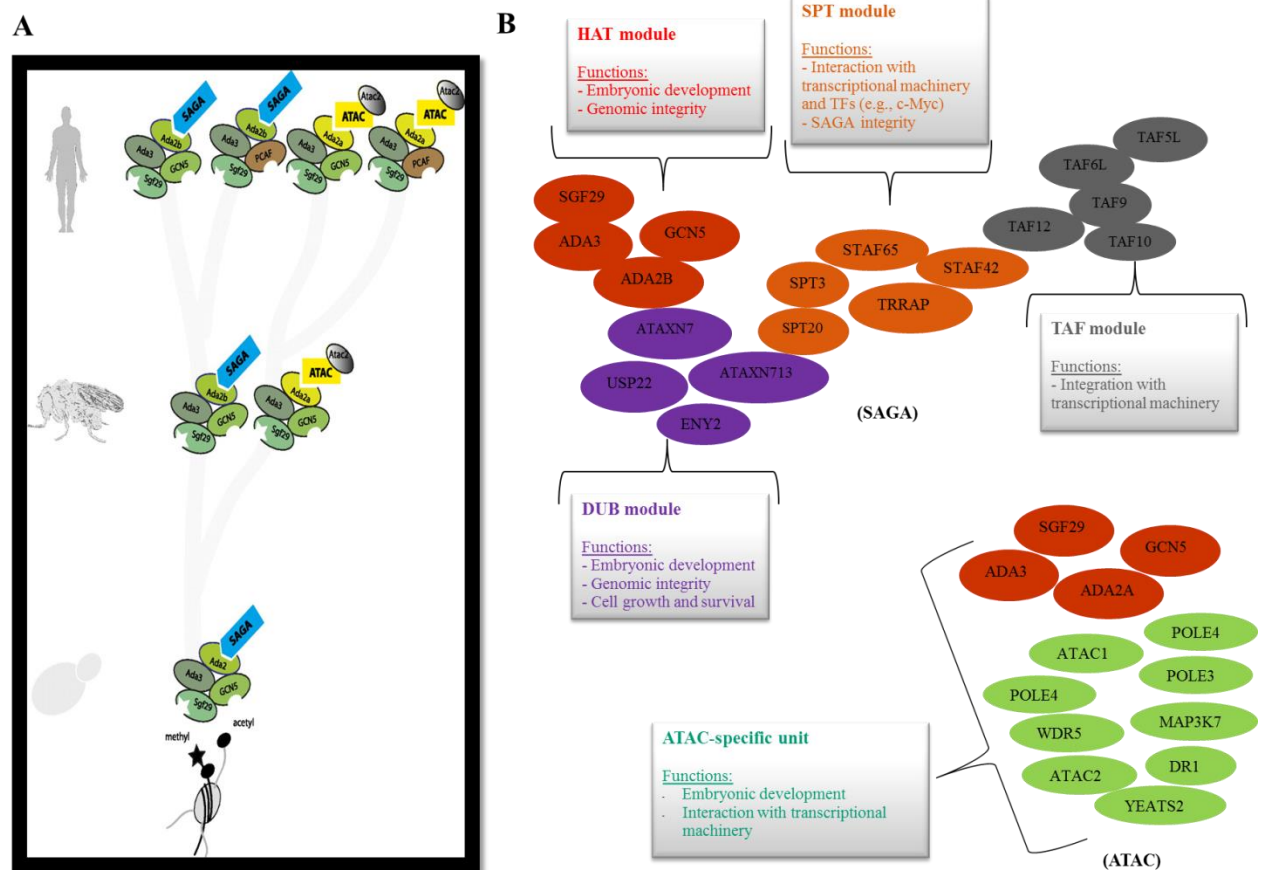 A
SAGA
Ada2b
Ada3
GCN5
Sgf29
SAGA
Ada2b
Ada3
PCAF
Sgf29
Atac2
ATAC
Ada2a
Ada3
GCN5
Sgf29
Atac2
ATAC
Ada2a
Ada3
PCAF
Sgf29
SAGA
Ada2b
Ada3
GCN5
Sgf29
Atac2
ATAC
Ada2a
Ada3
GCN5
Sgf29
SAGA
Ada2
Ada3
GCN5
Sgf29
acetyl
methyl
B
HAT module
Functions:
- Embryonic development
- Genomic integrity
SPT module
Functions:
- Interaction with
transcriptional machinery
and TFs (e.g., c-Myc)
- SAGA integrity
SGF29
ADA3
GCN5
ADA2B
ATAXN7
USP22
ATAXN713
ENY2
SPT3
SPT20
STAF65
STAF42
TRRAP
(SAGA)
TAF5L
TAF6L
TAF9
TAF12
TAF10
TAF module
Functions:
- Integration with
transcriptional machinery
DUB module
Functions:
- Embryonic development
- Genomic integrity
- Cell growth and survival
SGF29
GCN5
ADA3
ADA2A
POLE4
ATAC1
POLE3
POLE4
MAP3K7
WDR5
DR1
ATAC2
YEATS2
(ATAC)
ATAC-specific unit
Functions:
. Embryonic development
. Interaction with transcriptional
machinery